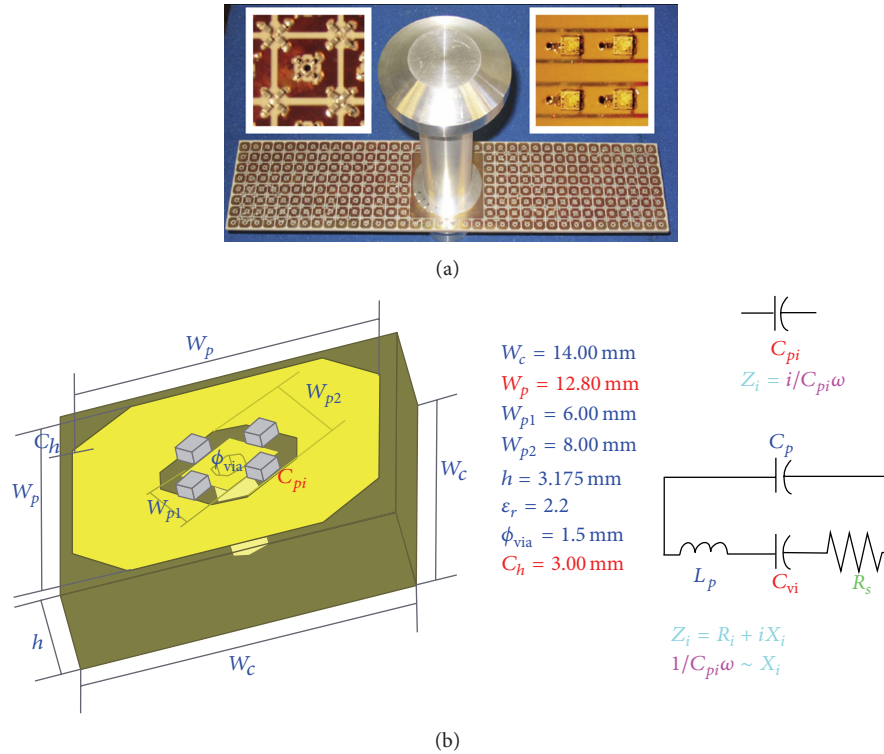 (a)
W_p
W_p2
C_h
ϕ_via
C_pi
W_p
W_p1
W_c
h
W_c
W_c = 14.00 mm
W_p = 12.80 mm
W_p1 = 6.00 mm
W_p2 = 8.00 mm
h = 3.175 mm
ε_r = 2.2
ϕ_via = 1.5 mm
C_h = 3.00 mm
C_pi
Z_i = i/C_pi ω
C_p
L_p
C_vi
R_s
Z_i = R_i + iX_i
1/C_pi ω ~ X_i
(b)